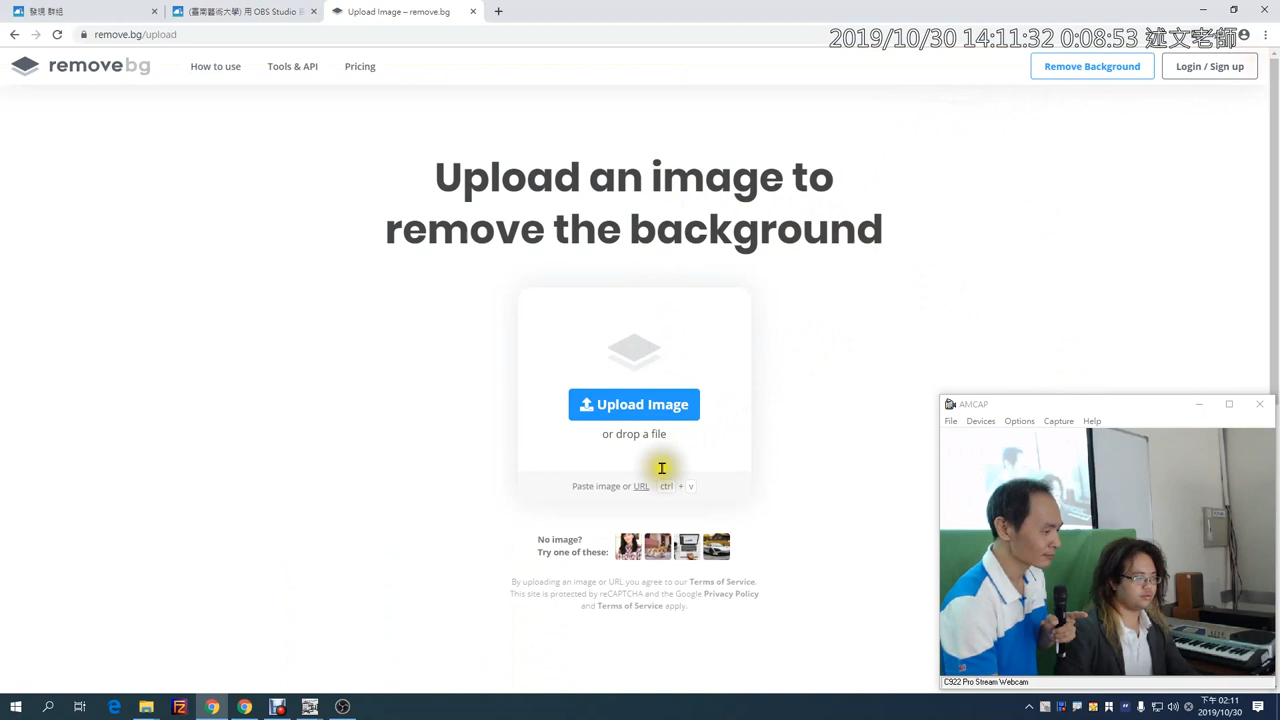 發現 群組
(臺南藝術大學) 用 OBS Studio
Upload Image – remove.bg
remove.bg/upload
2019/10/30 14:11:32 0:08:53 述文老師
removebg
How to use
Tools & API
Pricing
Remove Background
Login / Sign up
Upload an image to
remove the background
Upload Image
or drop a file
Paste image or URL ctrl + v
No image?
Try one of these:
By uploading an image or URL you agree to our Terms of Service.
This site is protected by reCAPTCHA and the Google Privacy Policy
and Terms of Service apply.
AMCAP
File Devices Options Capture Help
C922 Pro Stream Webcam
下午 02:11
2019/10/30